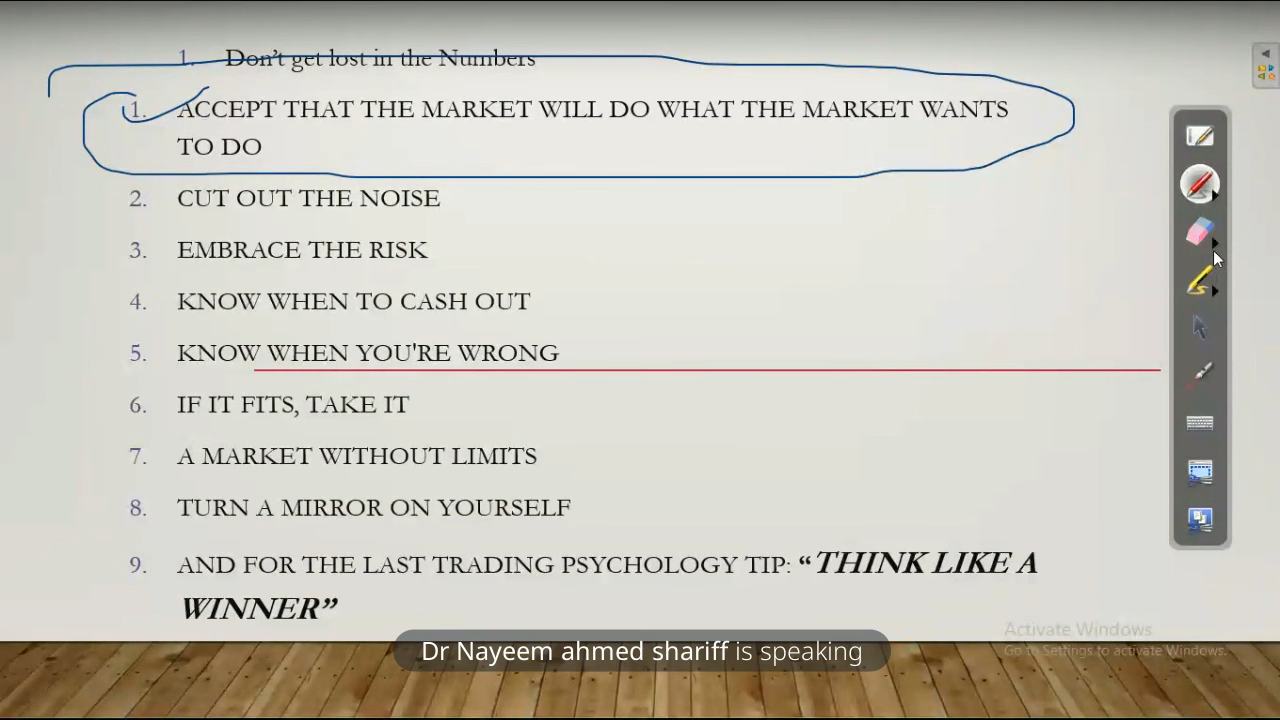 1. Don't get lost in the Numbers
1. ACCEPT THAT THE MARKET WILL DO WHAT THE MARKET WANTS
TO DO
2. CUT OUT THE NOISE
3. EMBRACE THE RISK
4. KNOW WHEN TO CASH OUT
5. KNOW WHEN YOU'RE WRONG
6. IF IT FITS, TAKE IT
7. A MARKET WITHOUT LIMITS
8. TURN A MIRROR ON YOURSELF
9. AND FOR THE LAST TRADING PSYCHOLOGY TIP: “THINK LIKE A
WINNER”
Activate Windows
Go to Settings to activate Windows.
Dr Nayeem ahmed shariff is speaking